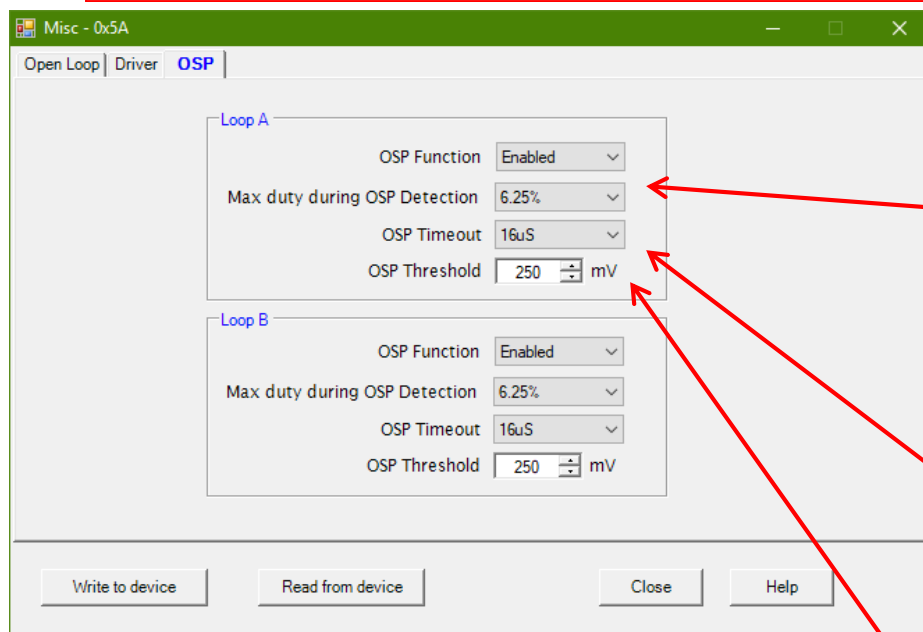 Misc - 0x5A
Open Loop Driver OSP
Loop A
OSP Function Enabled
Max duty during OSP Detection 6.25%
OSP Timeout 16uS
OSP Threshold 250 mV
Loop B
OSP Function Enabled
Max duty during OSP Detection 6.25%
OSP Timeout 16uS
OSP Threshold 250 mV
Write to device Read from device Close Help